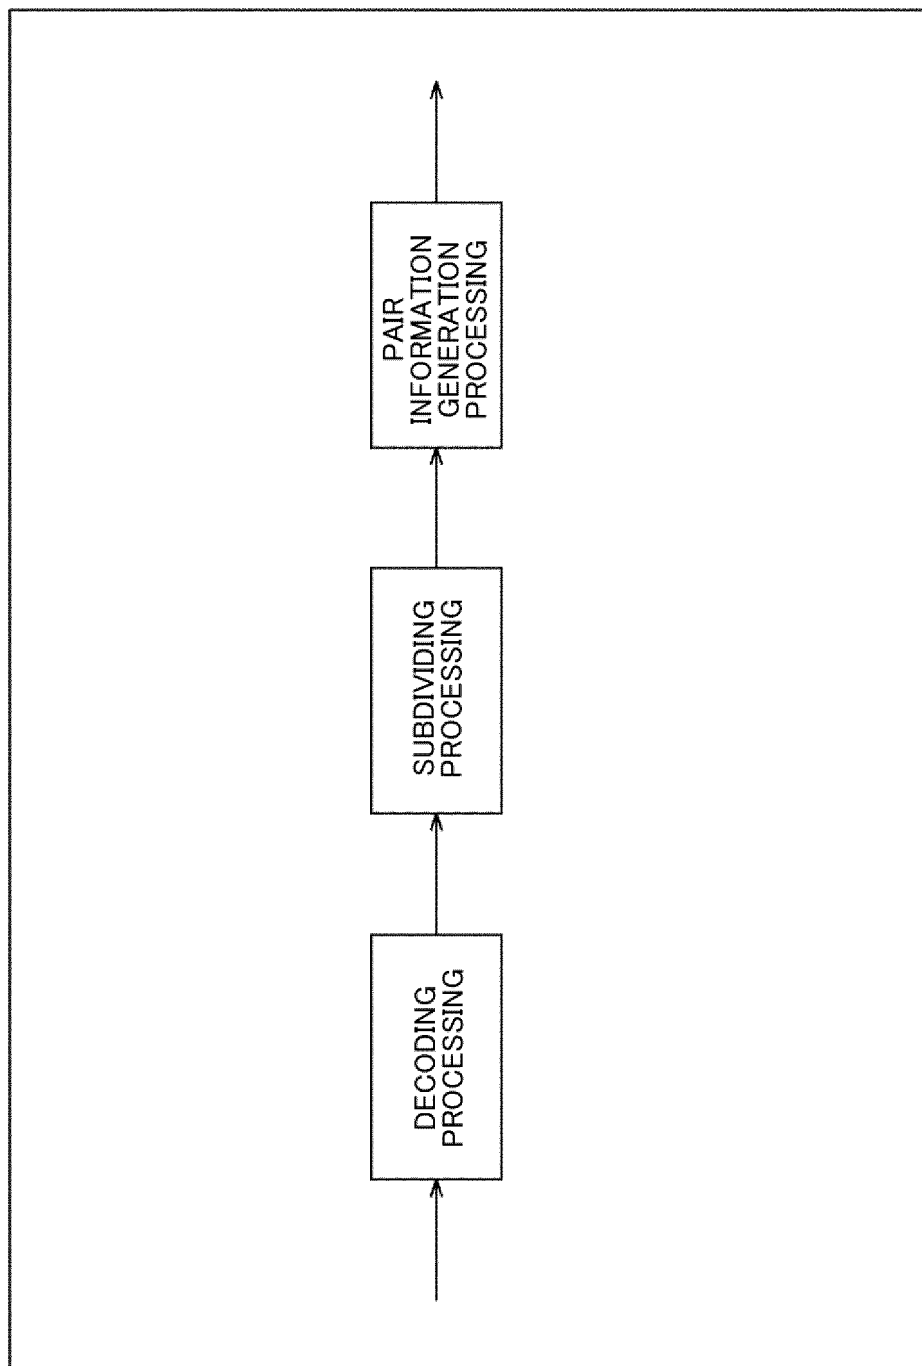 DECODING
PROCESSING
SUBDIVIDING
PROCESSING
PAIR
INFORMATION
GENERATION
PROCESSING